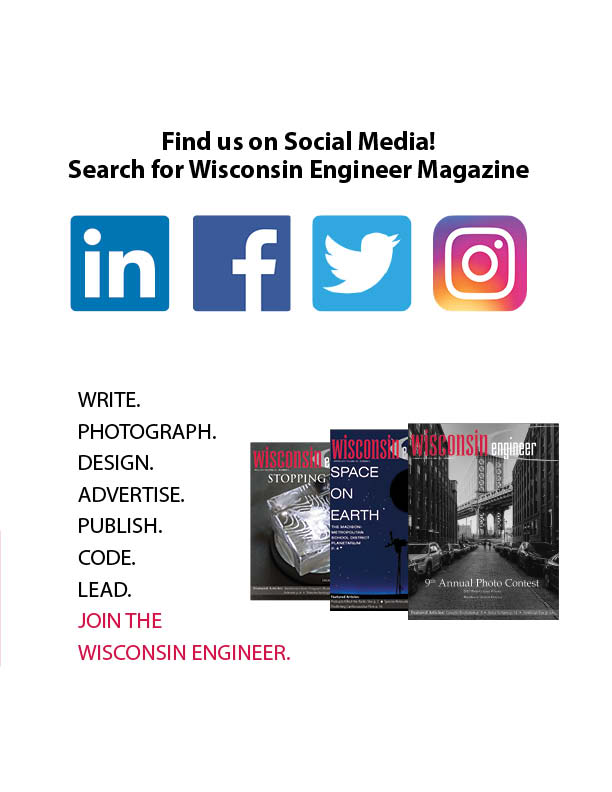 Find us on Social Media!
Search for Wisconsin Engineer Magazine
in
f
WRITE.
PHOTOGRAPH.
DESIGN.
ADVERTISE.
PUBLISH.
CODE.
LEAD.
JOIN THE
WISCONSIN ENGINEER.
wisconsin
STOPPING
wisconsin
SPACE
ON
EARTH
THE MADISON
METROPOLITAN
SCHOOL DISTRICT
PLANETARIUM
Featured Articles
wisconsin engineer
9th Annual Photo Contest
Featured Articles: